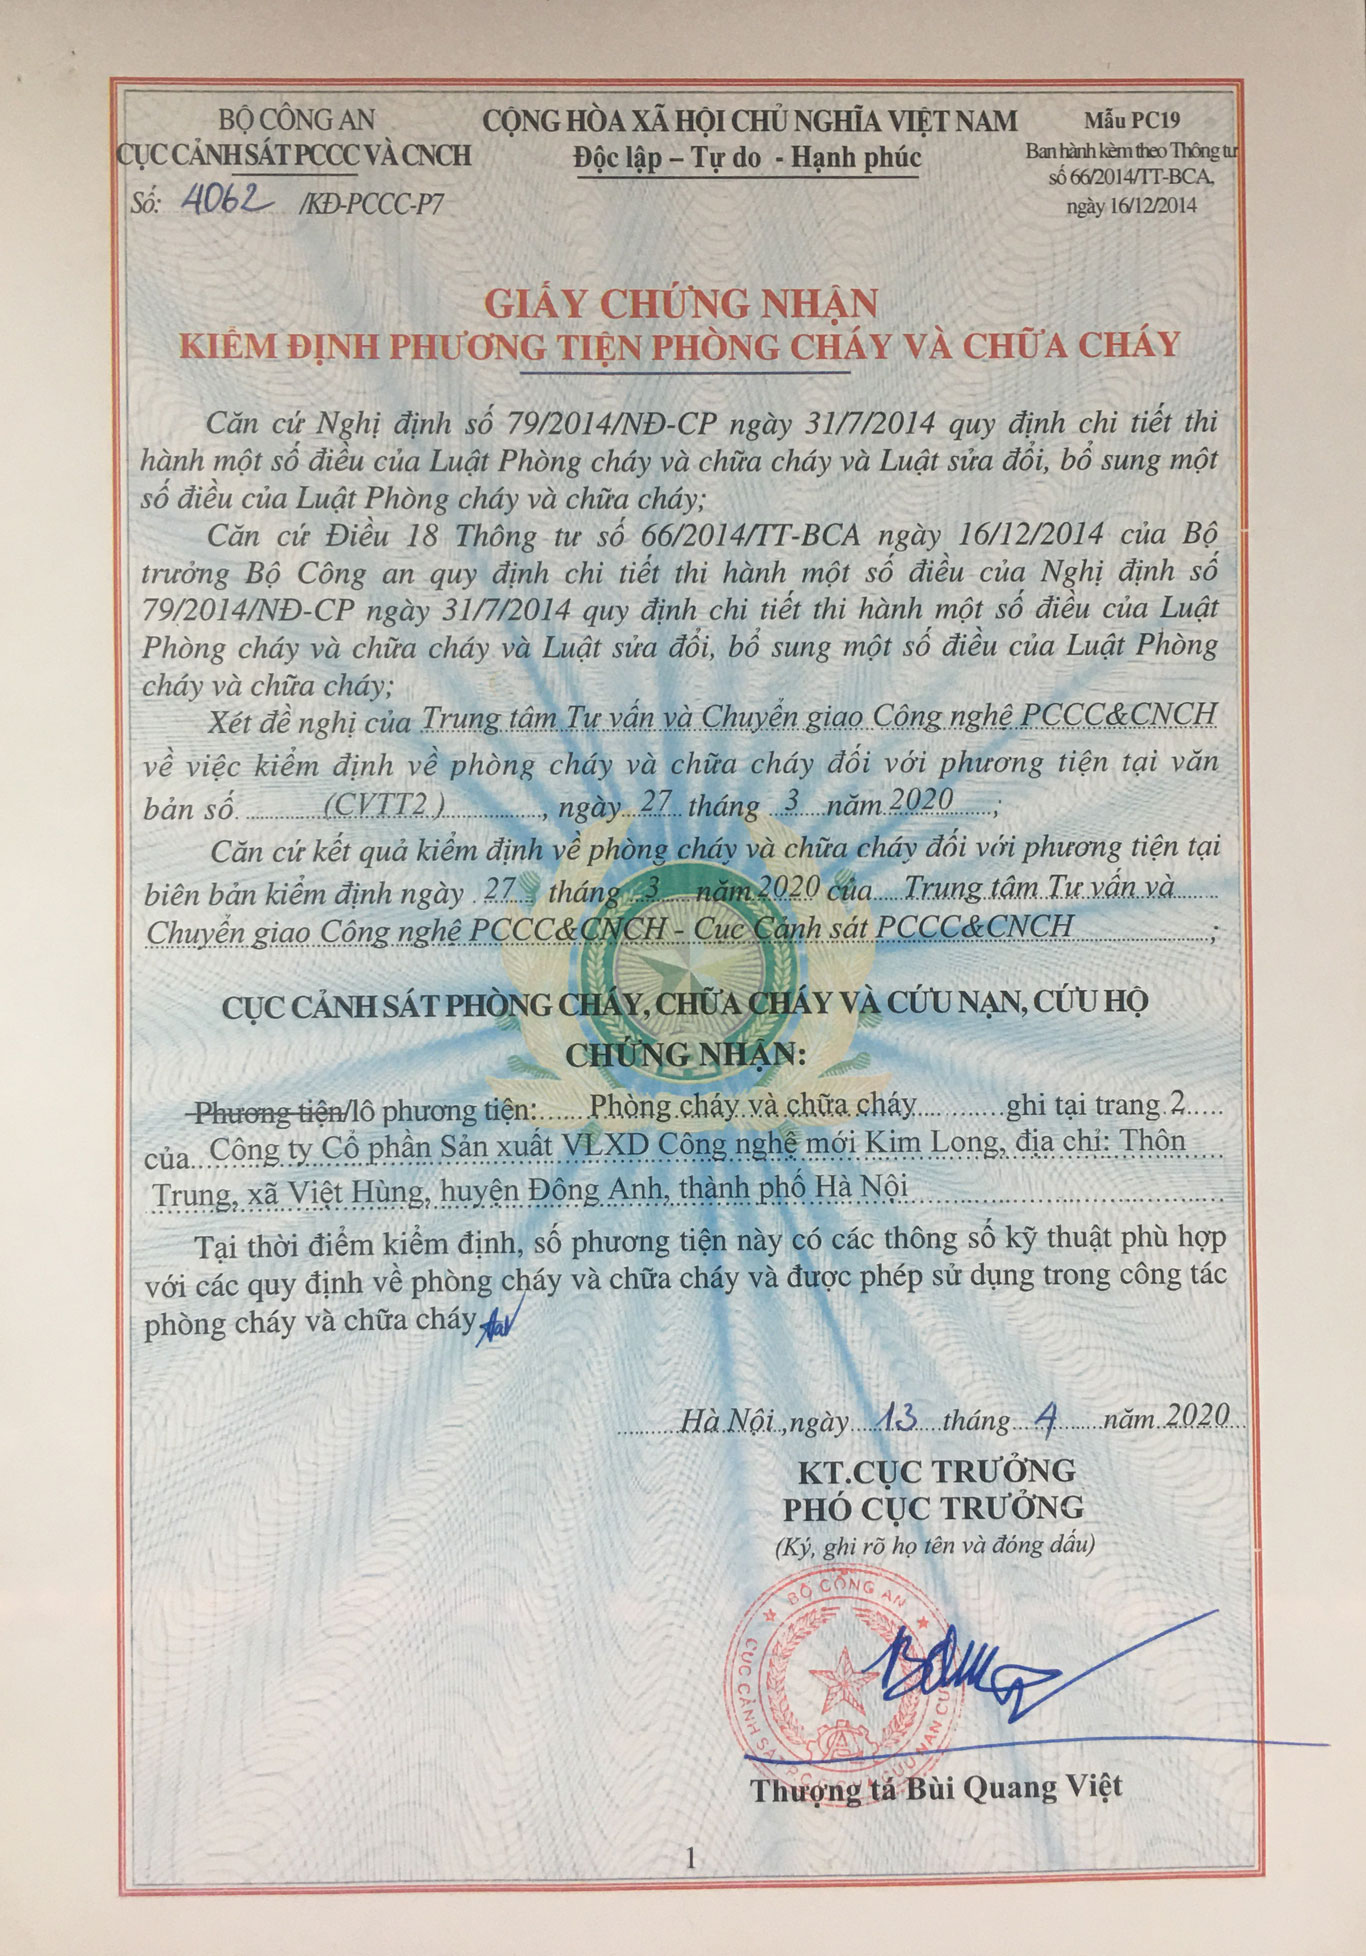 BỘ CÔNG AN
CỤC CẢNH SÁT PCCC VÀ CNCH
Số: 4062 /KĐ-PCCC-P7
CỘNG HÒA XÃ HỘI CHỦ NGHĨA VIỆT NAM
Độc lập – Tự do - Hạnh phúc
Mẫu PC19
Ban hành kèm theo Thông tư
số 66/2014/TT-BCA,
ngày 16/12/2014
GIẤY CHỨNG NHẬN
KIỂM ĐỊNH PHƯƠNG TIỆN PHÒNG CHÁY VÀ CHỮA CHÁY
Căn cứ Nghị định số 79/2014/NĐ-CP ngày 31/7/2014 quy định chi tiết thi
hành một số điều của Luật Phòng cháy và chữa cháy và Luật sửa đổi, bổ sung một
số điều của Luật Phòng cháy và chữa cháy;
Căn cứ Điều 18 Thông tư số 66/2014/TT-BCA ngày 16/12/2014 của Bộ
trưởng Bộ Công an quy định chi tiết thi hành một số điều của Nghị định số
79/2014/NĐ-CP ngày 31/7/2014 quy định chi tiết thi hành một số điều của Luật
Phòng cháy và chữa cháy và Luật sửa đổi, bổ sung một số điều của Luật Phòng
cháy và chữa cháy;
Xét đề nghị của Trung tâm Tư vấn và Chuyển giao Công nghệ PCCC&CNCH
về việc kiểm định về phòng cháy và chữa cháy đối với phương tiện tại văn
bản số (CVTT2), ngày 27 tháng 3 năm 2020;
Căn cứ kết quả kiểm định về phòng cháy và chữa cháy đối với phương tiện tại
biên bản kiểm định ngày 27 tháng 3 năm 2020 của Trung tâm Tư vấn và
Chuyển giao Công nghệ PCCC&CNCH - Cục Cảnh sát PCCC&CNCH;
CỤC CẢNH SÁT PHÒNG CHÁY, CHỮA CHÁY VÀ CỨU NẠN, CỨU HỘ
CHỨNG NHẬN:
Phương tiện/lô phương tiện: Phòng cháy và chữa cháy ghi tại trang 2
của Công ty Cổ phần Sản xuất VLXD Công nghệ mới Kim Long, địa chỉ: Thôn
Trung, xã Việt Hùng, huyện Đông Anh, thành phố Hà Nội
Tại thời điểm kiểm định, số phương tiện này có các thông số kỹ thuật phù hợp
với các quy định về phòng cháy và chữa cháy và được phép sử dụng trong công tác
phòng cháy và chữa cháy
Hà Nội, ngày 13 tháng 4 năm 2020
KT.CỤC TRƯỞNG
PHÓ CỤC TRƯỞNG
(Ký, ghi rõ họ tên và đóng dấu)
BỘ CÔNG AN
Thượng tá Bùi Quang Việt
1